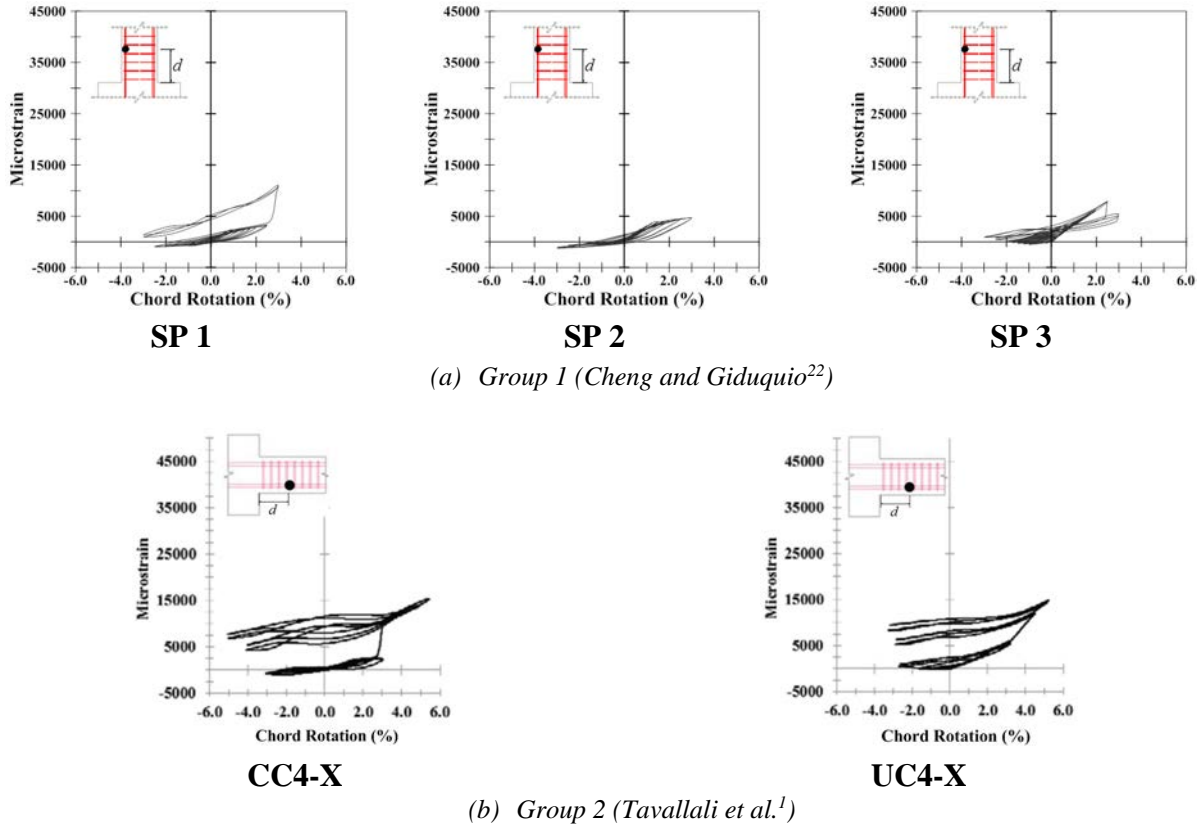 45000
35000
25000
15000
5000
-5000
Microstrain
d
-6.0 -4.0 -2.0 0.0 2.0 4.0 6.0
Chord Rotation (%)
SP 1
45000
35000
25000
15000
5000
-5000
Microstrain
d
-6.0 -4.0 -2.0 0.0 2.0 4.0 6.0
Chord Rotation (%)
SP 2
45000
35000
25000
15000
5000
-5000
Microstrain
d
-6.0 -4.0 -2.0 0.0 2.0 4.0 6.0
Chord Rotation (%)
SP 3
(a) Group 1 (Cheng and Giduquio22)
45000
35000
25000
15000
5000
-5000
Microstrain
d
-6.0 -4.0 -2.0 0.0 2.0 4.0 6.0
Chord Rotation (%)
CC4-X
45000
35000
25000
15000
5000
-5000
Microstrain
d
-6.0 -4.0 -2.0 0.0 2.0 4.0 6.0
Chord Rotation (%)
UC4-X
(b) Group 2 (Tavallali et al.1)